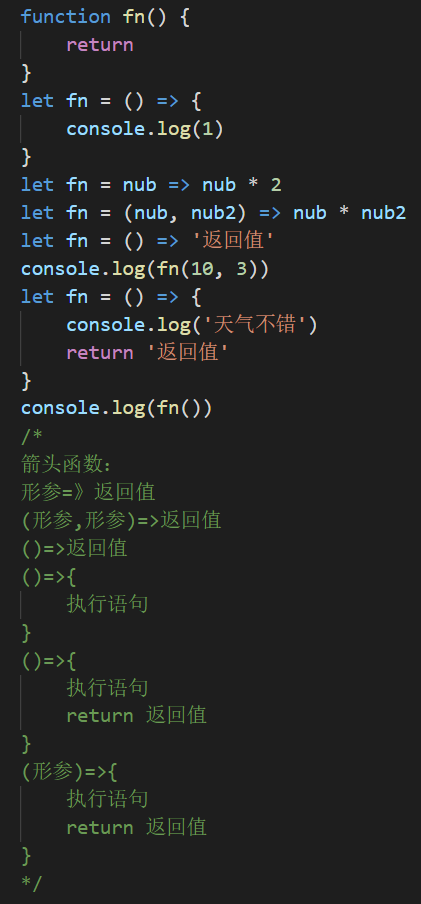 function fn() {
    return
}
let fn = () => {
    console.log(1)
}
let fn = nub => nub * 2
let fn = (nub, nub2) => nub * nub2
let fn = () => '返回值'
console.log(fn(10, 3))
let fn = () => {
    console.log('天气不错')
    return '返回值'
}
console.log(fn())
/*
箭头函数：
形参=》返回值
(形参,形参)=>返回值
()=>返回值
()=>{
    执行语句
}
()=>{
    执行语句
    return 返回值
}
(形参)=>{
    执行语句
    return 返回值
}
*/